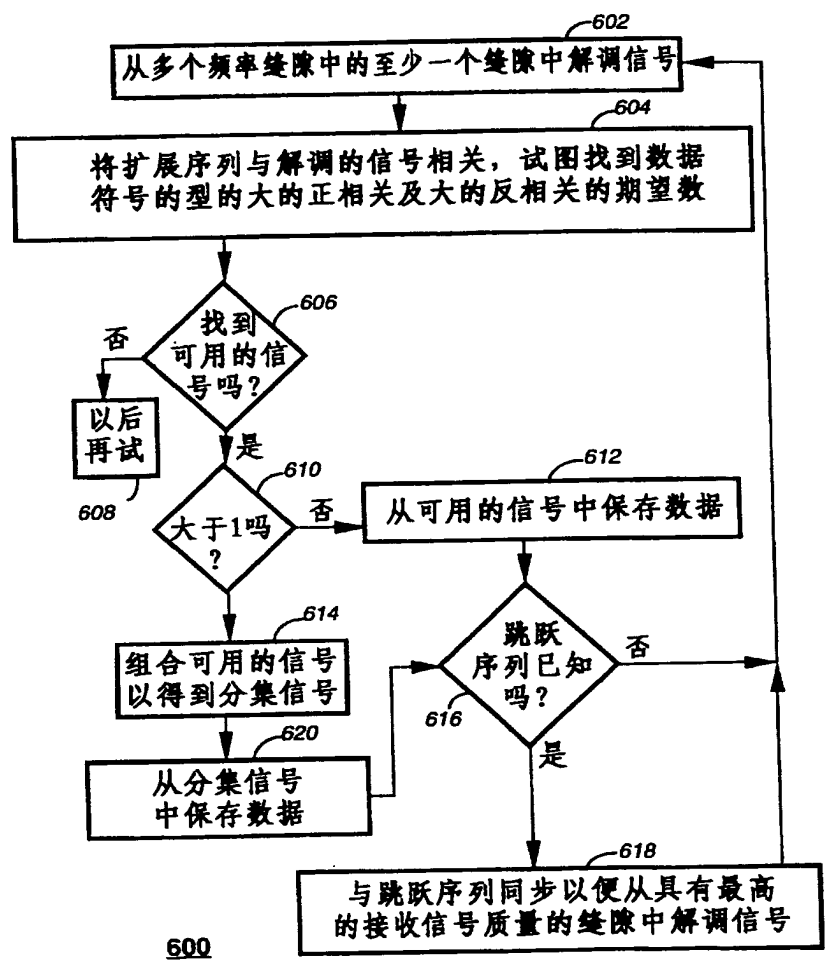 602
从多个频率缝隙中的至少一个缝隙中解调信号
604
将扩展序列与解调的信号相关，试图找到数据
符号的型的大的正相关及大的反相关的期望数
606
找到
可用的信
号吗?
否
以后
再试
608
是
610
大于1吗
?
否
612
从可用的信号中保存数据
614
组合可用的信号
以得到分集信号
跳跃
序列已知
吗?
否
616
620
从分集信号
中保存数据
是
618
与跳跃序列同步以便从具有最高
的接收信号质量的缝隙中解调信号
600